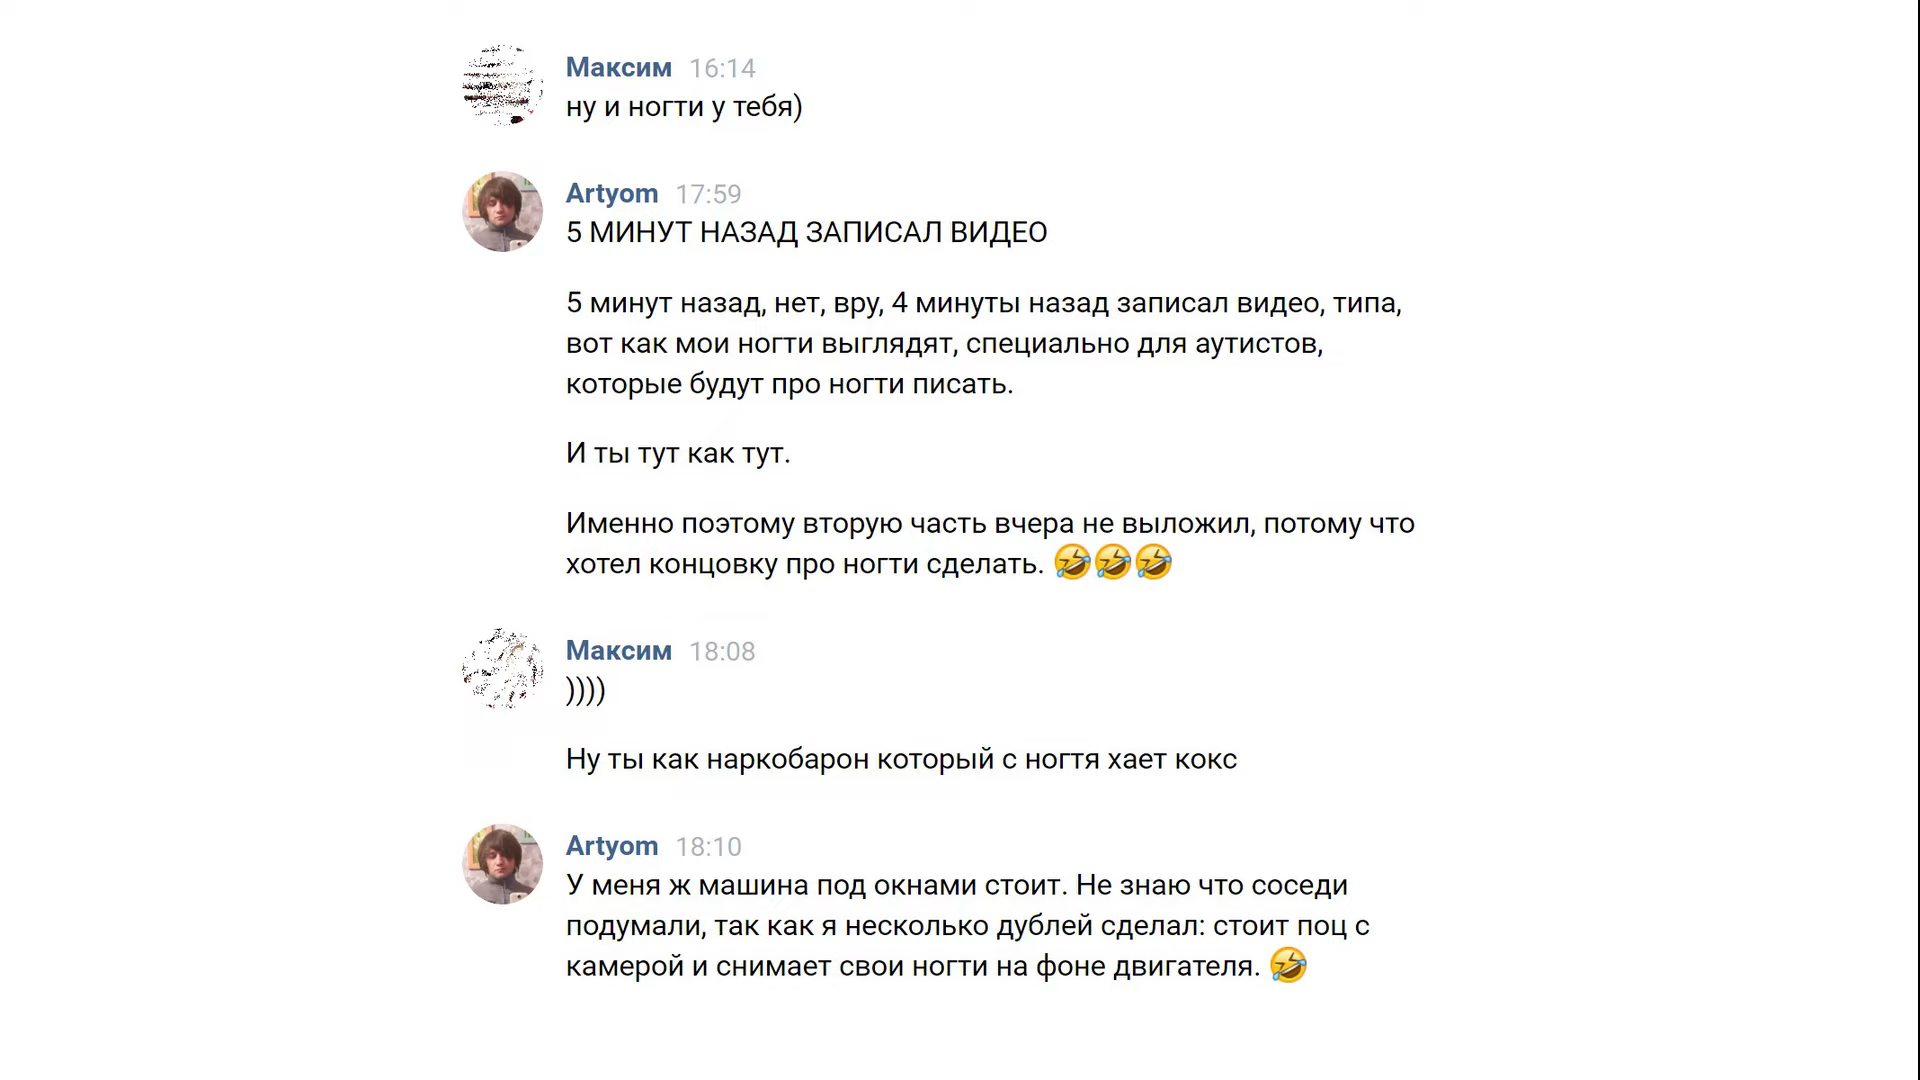 Максим 16:14
ну и ногти у тебя)
Artyom 17:59
5 МИНУТ НАЗАД ЗАПИСАЛ ВИДЕО
5 минут назад, нет, вру, 4 минуты назад записал видео, типа,
вот как мои ногти выглядят, специально для аутистов,
которые будут про ногти писать.
И ты тут как тут.
Именно поэтому вторую часть вчера не выложил, потому что
хотел концовку про ногти сделать. 🤣🤣🤣
Максим 18:08
))))
Ну ты как наркобарон который с ногтя хает кокс
Artyom 18:10
У меня ж машина под окнами стоит. Не знаю что соседи
подумали, так как я несколько дублей сделал: стоит поц с
камерой и снимает свои ногти на фоне двигателя. 🤣